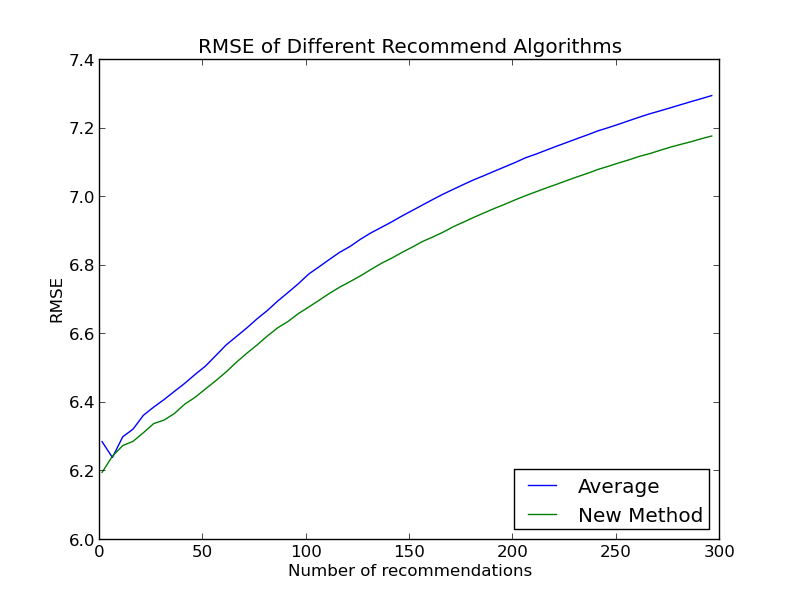 RMSE of Different Recommend Algorithms
7.4
7.2
7.0
6.8
6.6
6.4
6.2
6.0
RMSE
0 50 100 150 200 250 300
Number of recommendations
Average
New Method